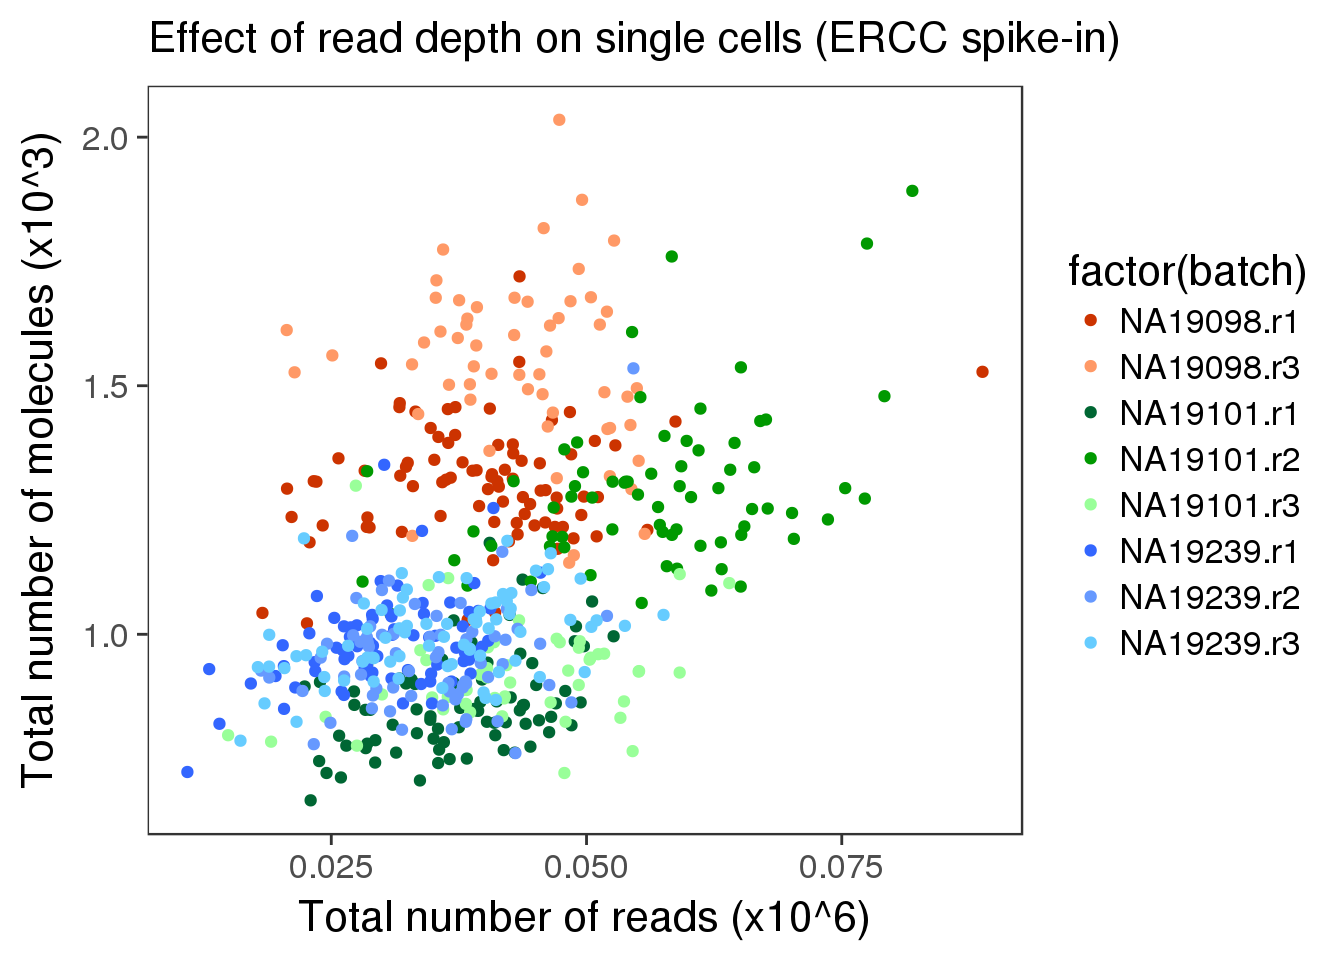 Effect of read depth on single cells (ERCC spike-in)
Total number of molecules (x10^3)
2.0
1.5
1.0
0.025
0.050
0.075
Total number of reads (x10^6)
factor(batch)
NA19098.r1
NA19098.r3
NA19101.r1
NA19101.r2
NA19101.r3
NA19239.r1
NA19239.r2
NA19239.r3